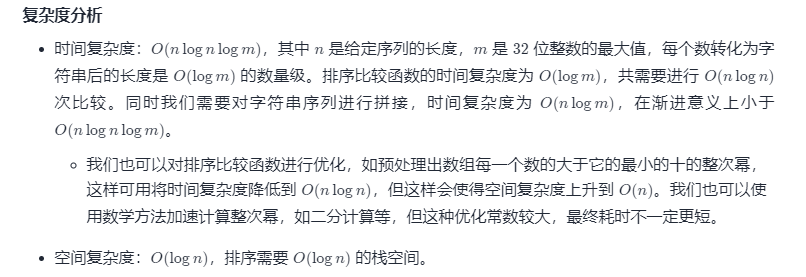 复杂度分析
• 时间复杂度：O(n log n log m)，其中 n 是给定序列的长度，m 是 32 位整数的最大值，每个数转化为字
符串后的长度是 O(log m) 的数量级。排序比较函数的时间复杂度为 O(log m)，共需要进行 O(n log n)
次比较。同时我们需要对字符串序列进行拼接，时间复杂度为 O(n log m)，在渐进意义上小于
O(n log n log m)。
◦ 我们也可以对排序比较函数进行优化，如预处理出数组每一个数的大于它的最小的十的整次幂，
这样可用将时间复杂度降低到 O(n log n)，但这样会使得空间复杂度上升到 O(n)。我们也可以使
用数学方法加速计算整次幂，如二分计算等，但这种优化常数较大，最终耗时不一定更短。
• 空间复杂度：O(log n)，排序需要 O(log n) 的栈空间。